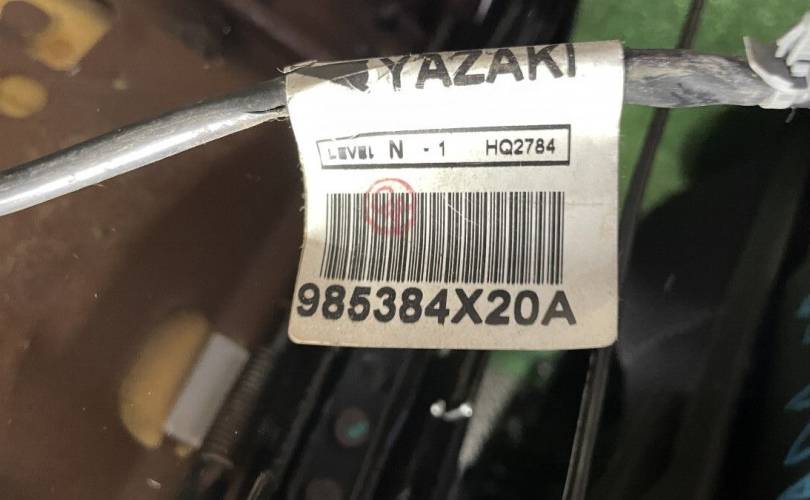 YAZAKI
LEVEL N - 1 HQ2784
985384X20A